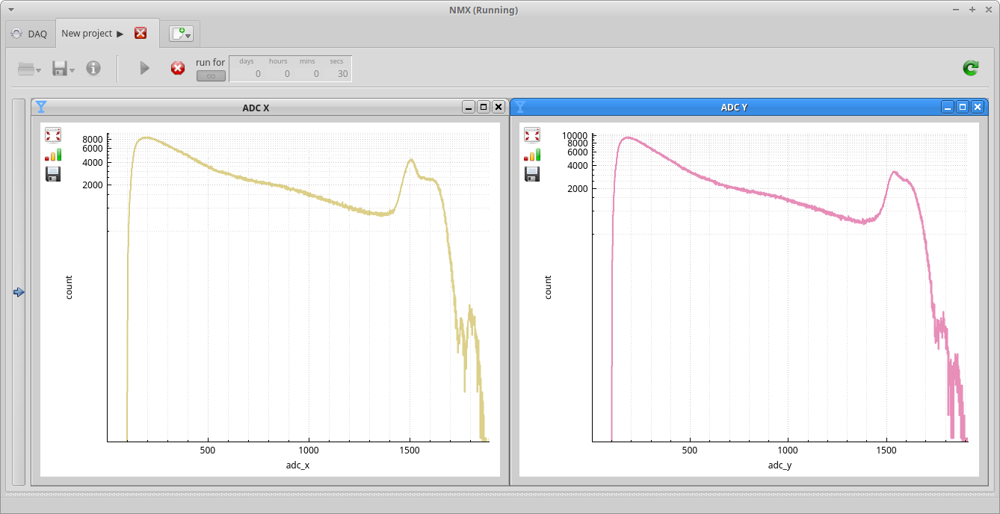 NMX (Running)
DAQ
New project
run for
∞
days hours mins secs
0 0 0 30
ADC X
8000
6000
4000
2000
count
500 1000 1500
adc_x
ADC Y
10000
8000
6000
4000
2000
count
500 1000 1500
adc_y